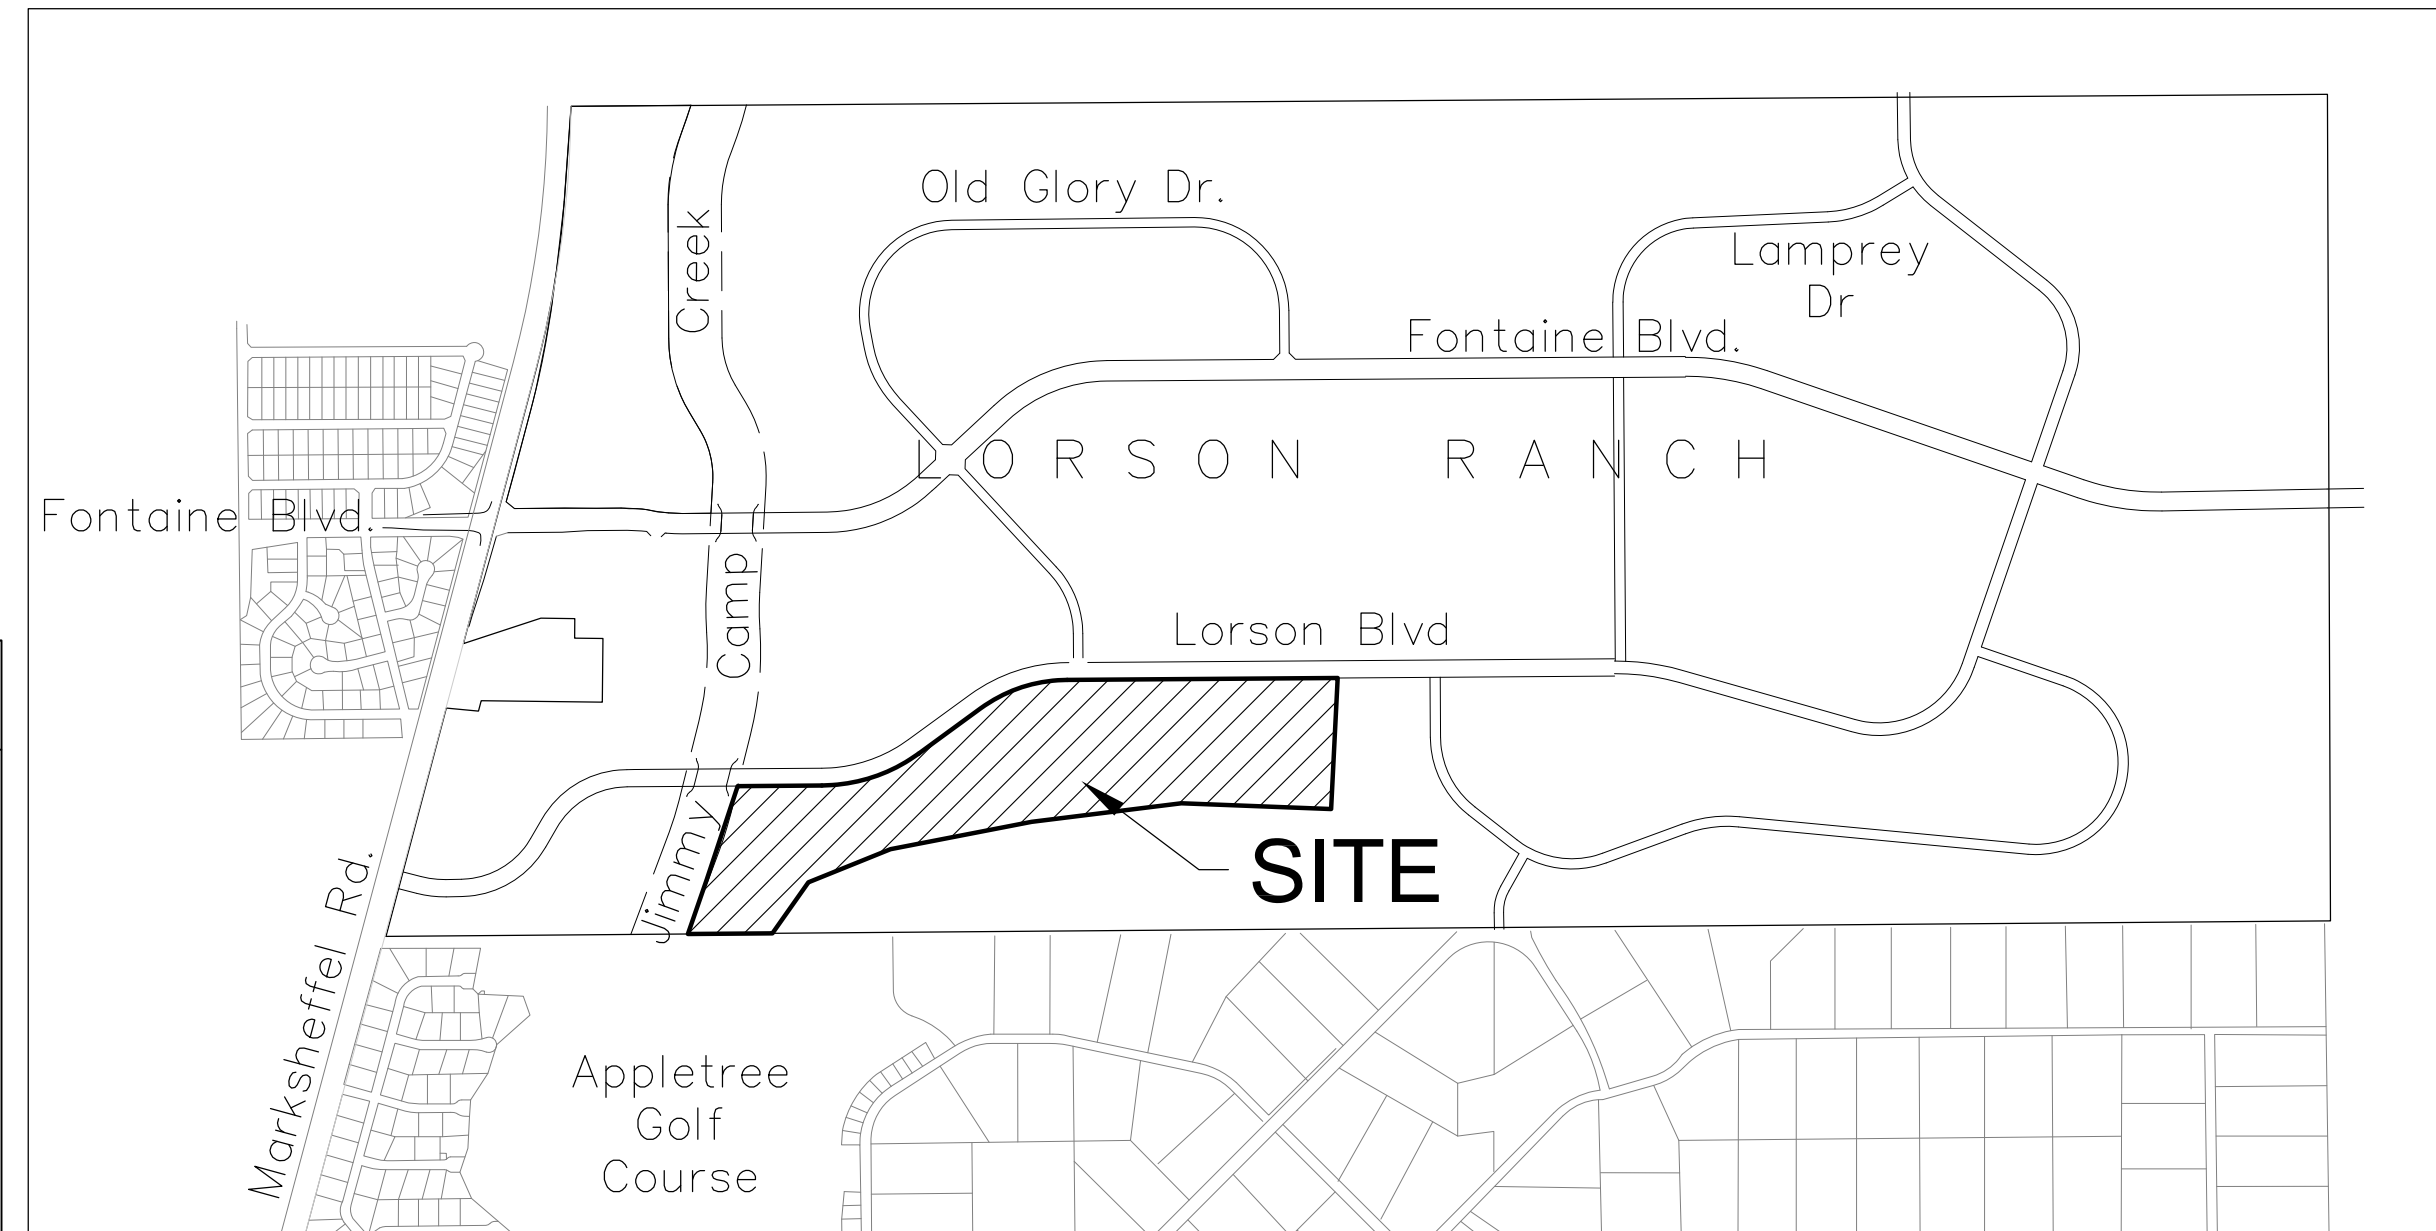 Old Glory Dr.
Creek
Lamprey
Dr
Fontaine Blvd.
LORSON RANCH
Fontaine Blvd.
Camp
Lorson Blvd
Jimmy
SITE
Marksheffel Rd.
Appletree
Golf
Course